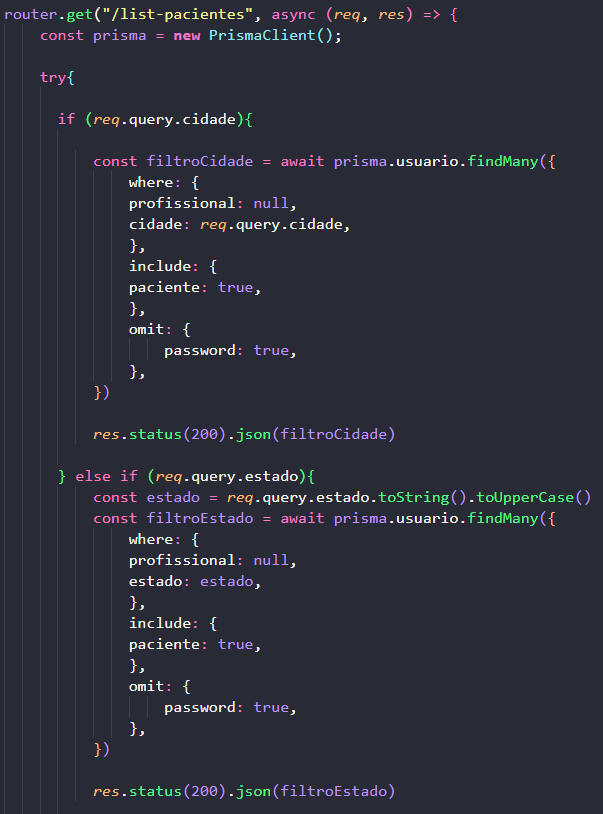 router.get("/list-pacientes", async (req, res) => {
const prisma = new PrismaClient();
try{
if (req.query.cidade){
const filtroCidade = await prisma.usuario.findMany({
where: {
profissional: null,
cidade: req.query.cidade,
},
include: {
paciente: true,
},
omit: {
password: true,
},
})
res.status(200).json(filtroCidade)
} else if (req.query.estado){
const estado = req.query.estado.toString().toUpperCase()
const filtroEstado = await prisma.usuario.findMany({
where: {
profissional: null,
estado: estado,
},
include: {
paciente: true,
},
omit: {
password: true,
},
})
res.status(200).json(filtroEstado)